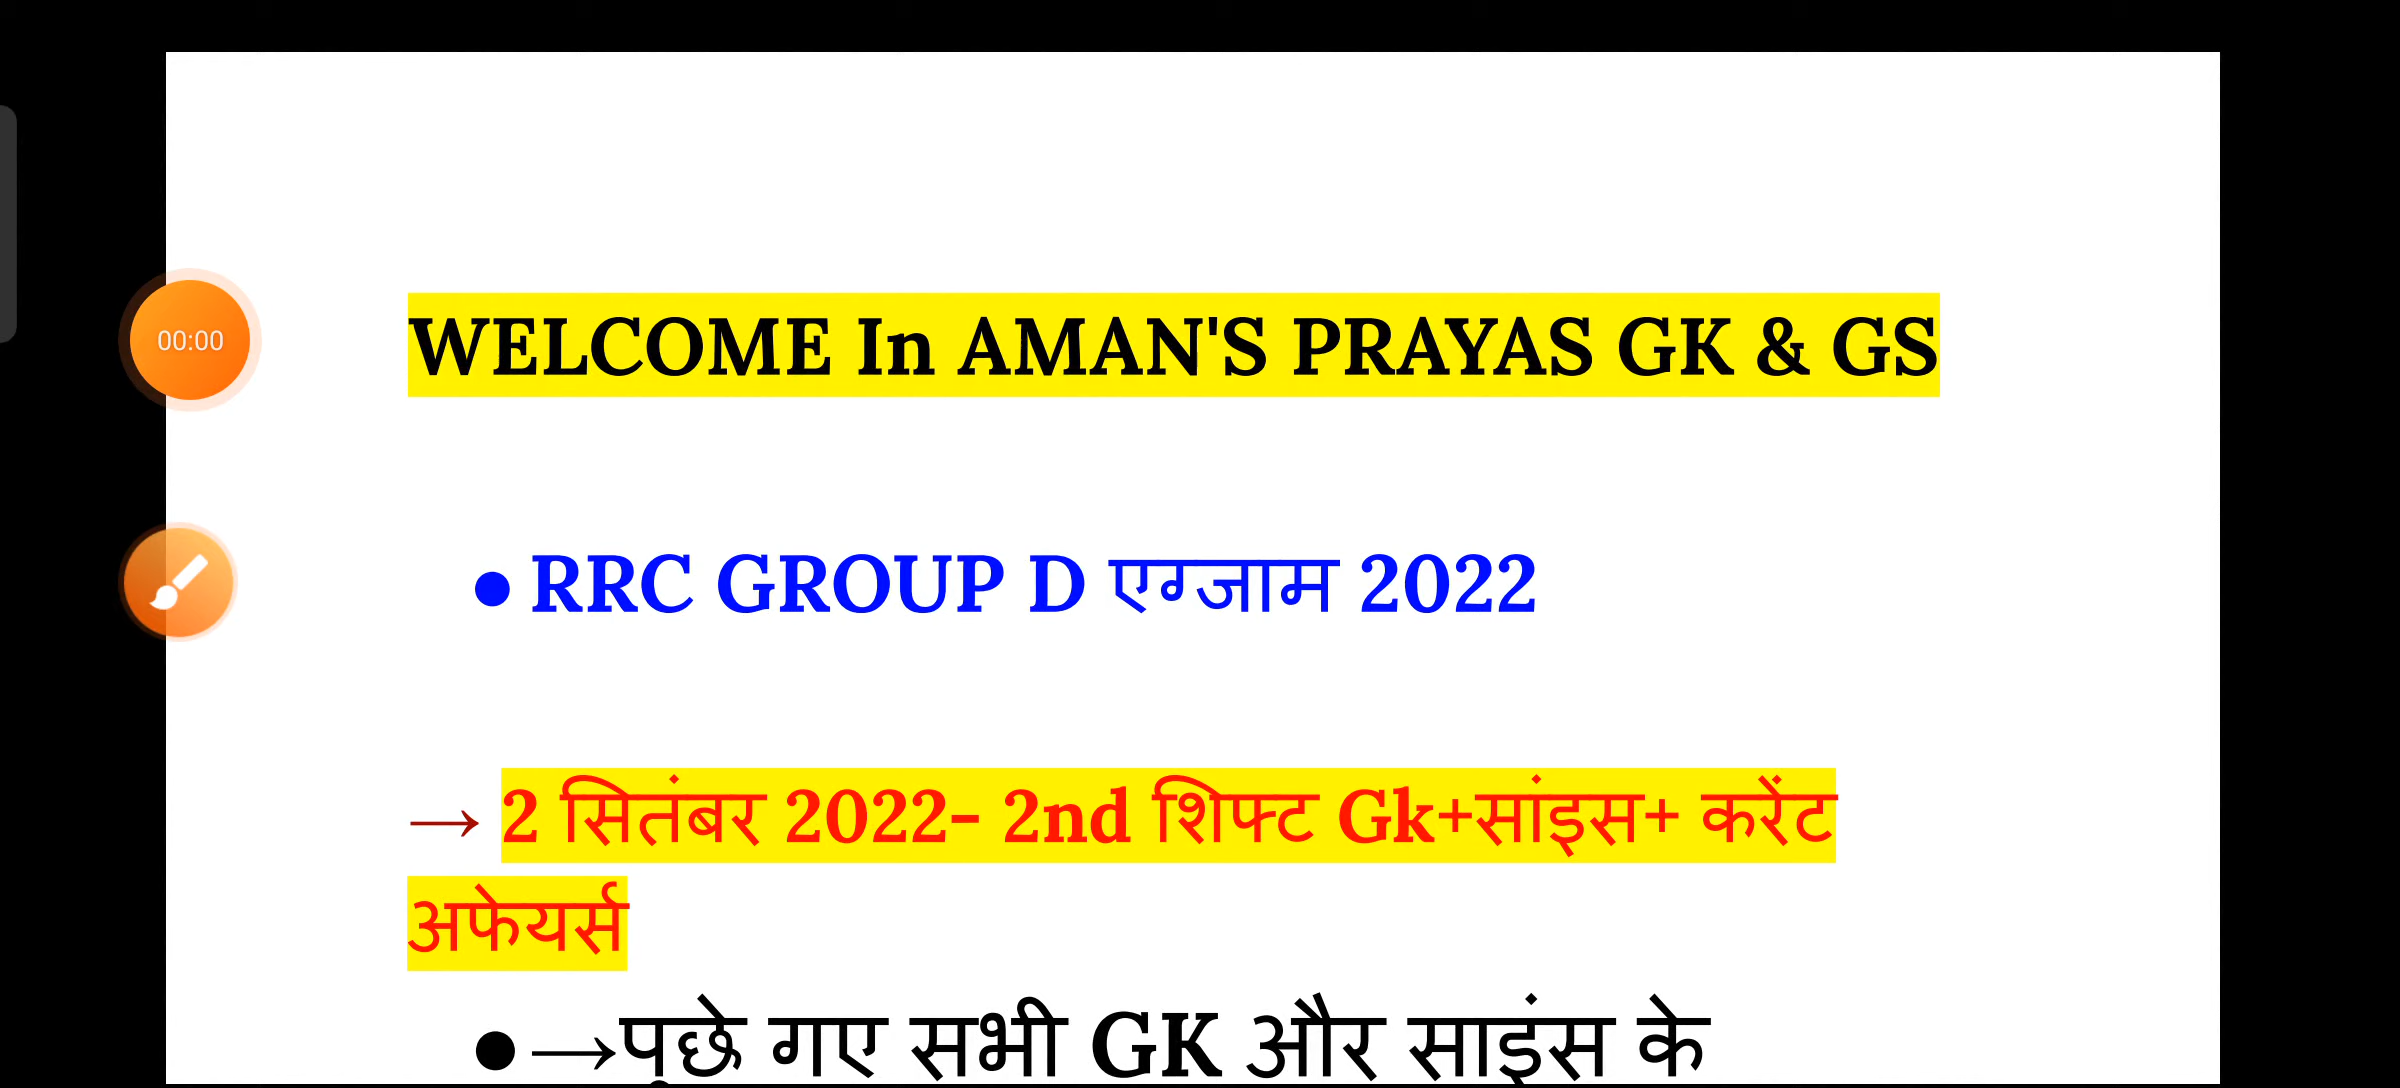 WELCOME In AMAN'S PRAYAS GK & GS
00:00
● RRC GROUP D एग्जाम 2022
→ 2 सितंबर 2022- 2nd शिफ्ट Gk+सांइस+ करेंट
अफेयर्स
●→पूछे गए सभी GK और साइंस के